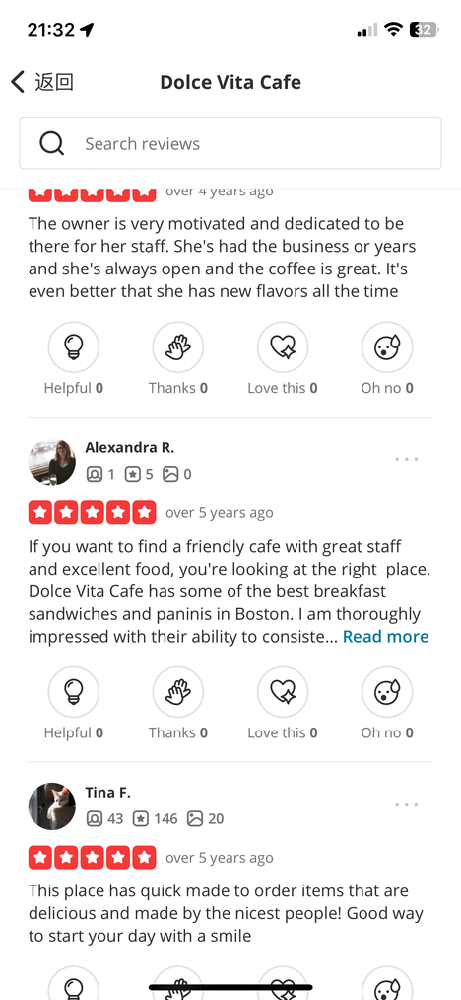 21:32
32
返回
Dolce Vita Cafe
Search reviews
over 4 years ago
The owner is very motivated and dedicated to be
there for her staff. She's had the business or years
and she's always open and the coffee is great. It's
even better that she has new flavors all the time
Helpful 0
Thanks 0
Love this 0
Oh no 0
Alexandra R.
1
5
0
over 5 years ago
If you want to find a friendly cafe with great staff
and excellent food, you're looking at the right  place.
Dolce Vita Cafe has some of the best breakfast
sandwiches and paninis in Boston. I am thoroughly
impressed with their ability to consiste... Read more
Helpful 0
Thanks 0
Love this 0
Oh no 0
Tina F.
43
146
20
over 5 years ago
This place has quick made to order items that are
delicious and made by the nicest people! Good way
to start your day with a smile